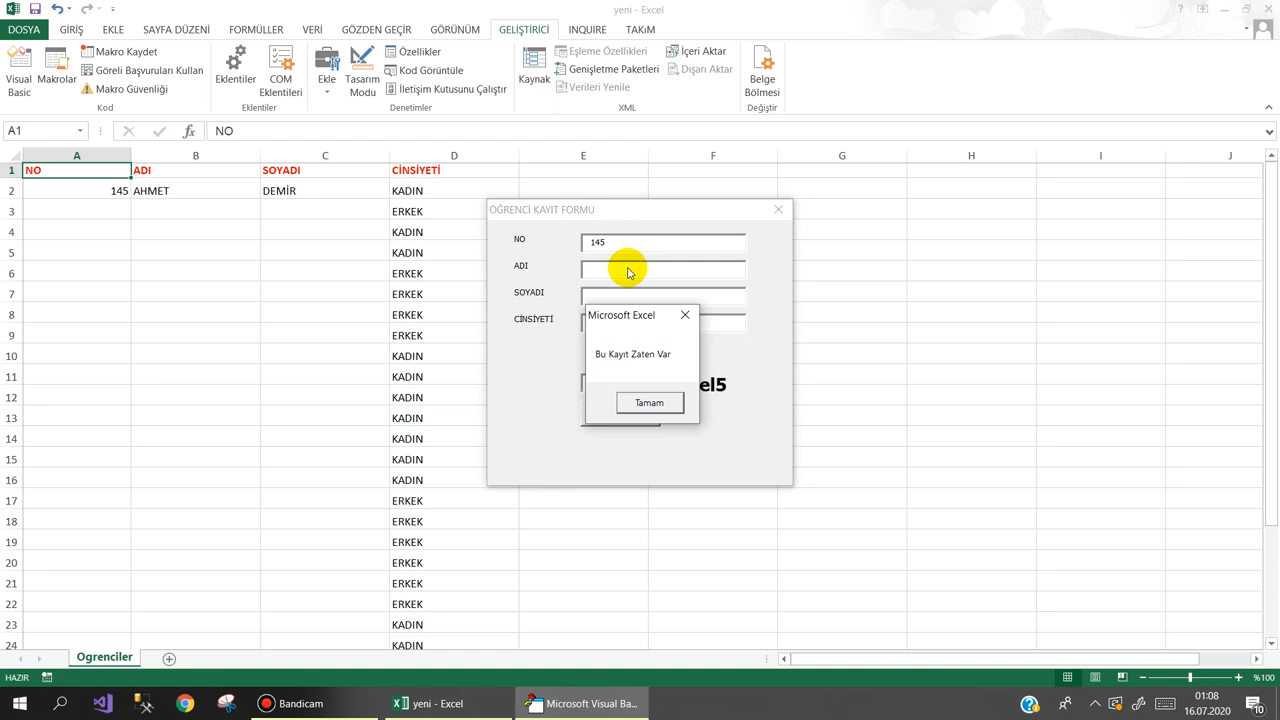 yeni - Excel
DOSYA GİRİŞ EKLE SAYFA DÜZENİ FORMÜLLER VERİ GÖZDEN GEÇİR GÖRÜNÜM GELİŞTİRİCİ INQUIRE TAKıM
Visual Basic
Makrolar
Makro Kaydet
Göreli Başvuruları Kullan
Makro Güvenliği
Kod
Eklentiler
COM Eklentileri
Eklentiler
Ekle
Tasarım Modu
Özellikler
Kod Görüntüle
İletişim Kutusunu Çalıştır
Denetimler
Kaynak
Eşleme Özellikleri
Genişletme Paketleri
Verileri Yenile
İçeri Aktar
Dışarı Aktar
XML
Belge Bölmesi
Değiştir
A1 fx NO
A B C D E F G H I J
1 NO ADI SOYADI CİNSİYETİ
2 145 AHMET DEMİR KADIN
3 ERKEK
4 KADIN
5 KADIN
6 ERKEK
7 ERKEK
8 ERKEK
9 ERKEK
10 KADIN
11 KADIN
12 KADIN
13 KADIN
14 KADIN
15 KADIN
16 KADIN
17 ERKEK
18 ERKEK
19 ERKEK
20 ERKEK
21 ERKEK
22 ERKEK
23 KADIN
24 KADIN
ÖĞRENCİ KAYIT FORMU
NO 145
ADI
SOYADI
CİNSİYETİ
el5
Microsoft Excel
Bu Kayıt Zaten Var
Tamam
Ogrenciler
HAZIR
%100
Bandicam
yeni - Excel
Microsoft Visual Ba...
01:08
16.07.2020
10